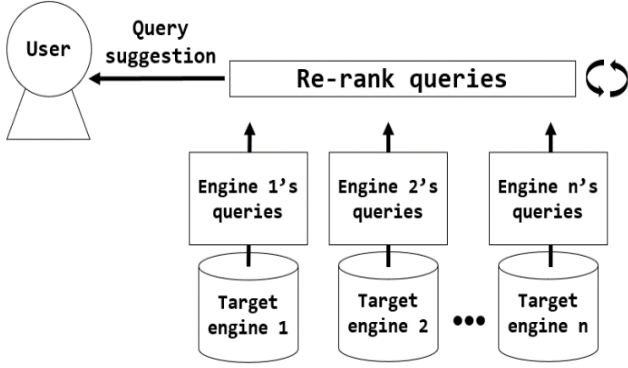 User
Query
suggestion
Re-rank queries
Engine 1’s
queries
Engine 2’s
queries
Engine n’s
queries
Target
engine 1
Target
engine 2
Target
engine n